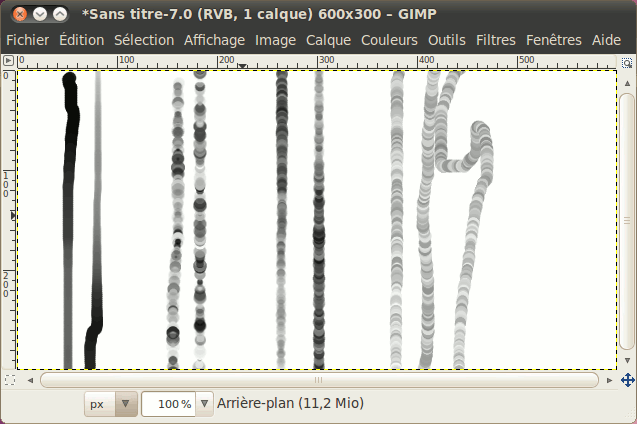 *Sans titre-7.0 (RVB, 1 calque) 600x300 – GIMP
Fichier Édition Sélection Affichage Image Calque Couleurs Outils Filtres Fenêtres Aide
0 100 200 300 400 500
0
100
200
px 100 % Arrière-plan (11,2 Mio)